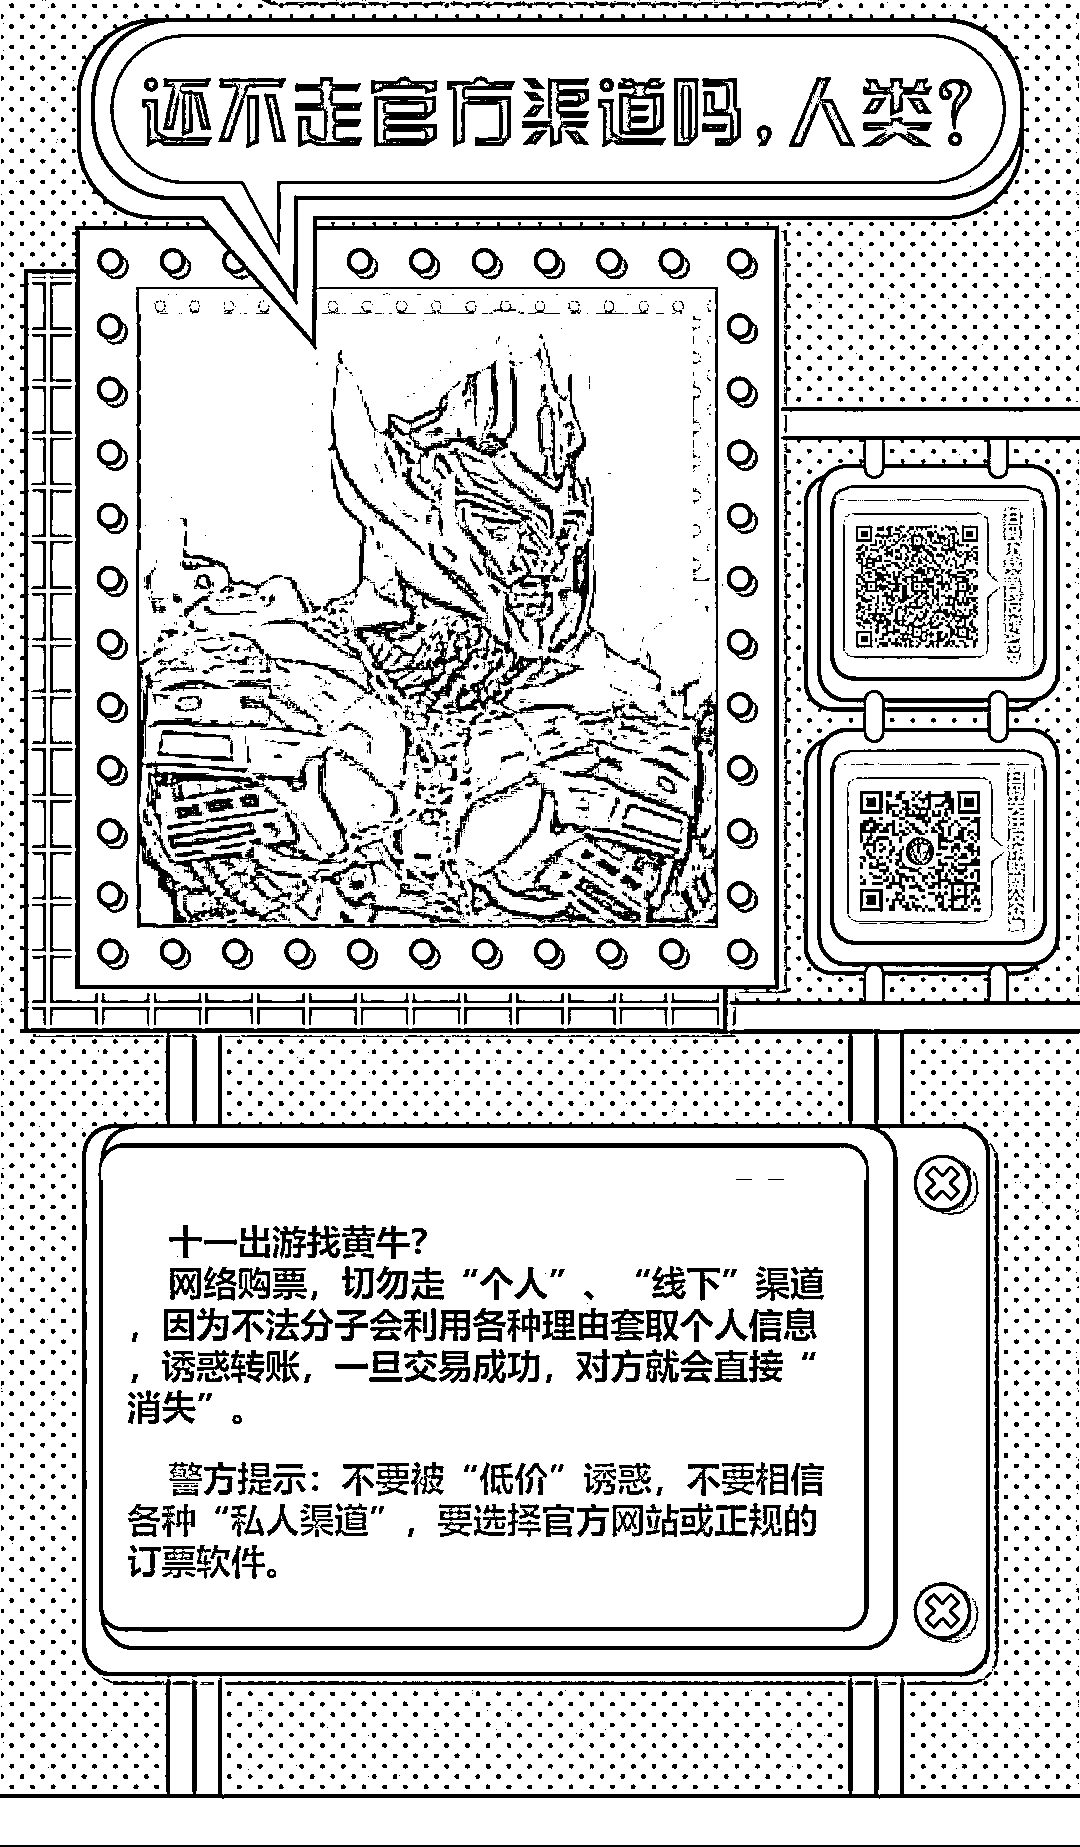 还不走官方渠道吗，人类？
十一出游找黄牛？
网络购票，切勿走“个人”、“线下”渠道
，因为不法分子会利用各种理由套取个人信息
，诱惑转账，一旦交易成功，对方就会直接“
消失”。
警方提示：不要被“低价”诱惑，不要相信
各种“私人渠道”，要选择官方网站或正规的
订票软件。